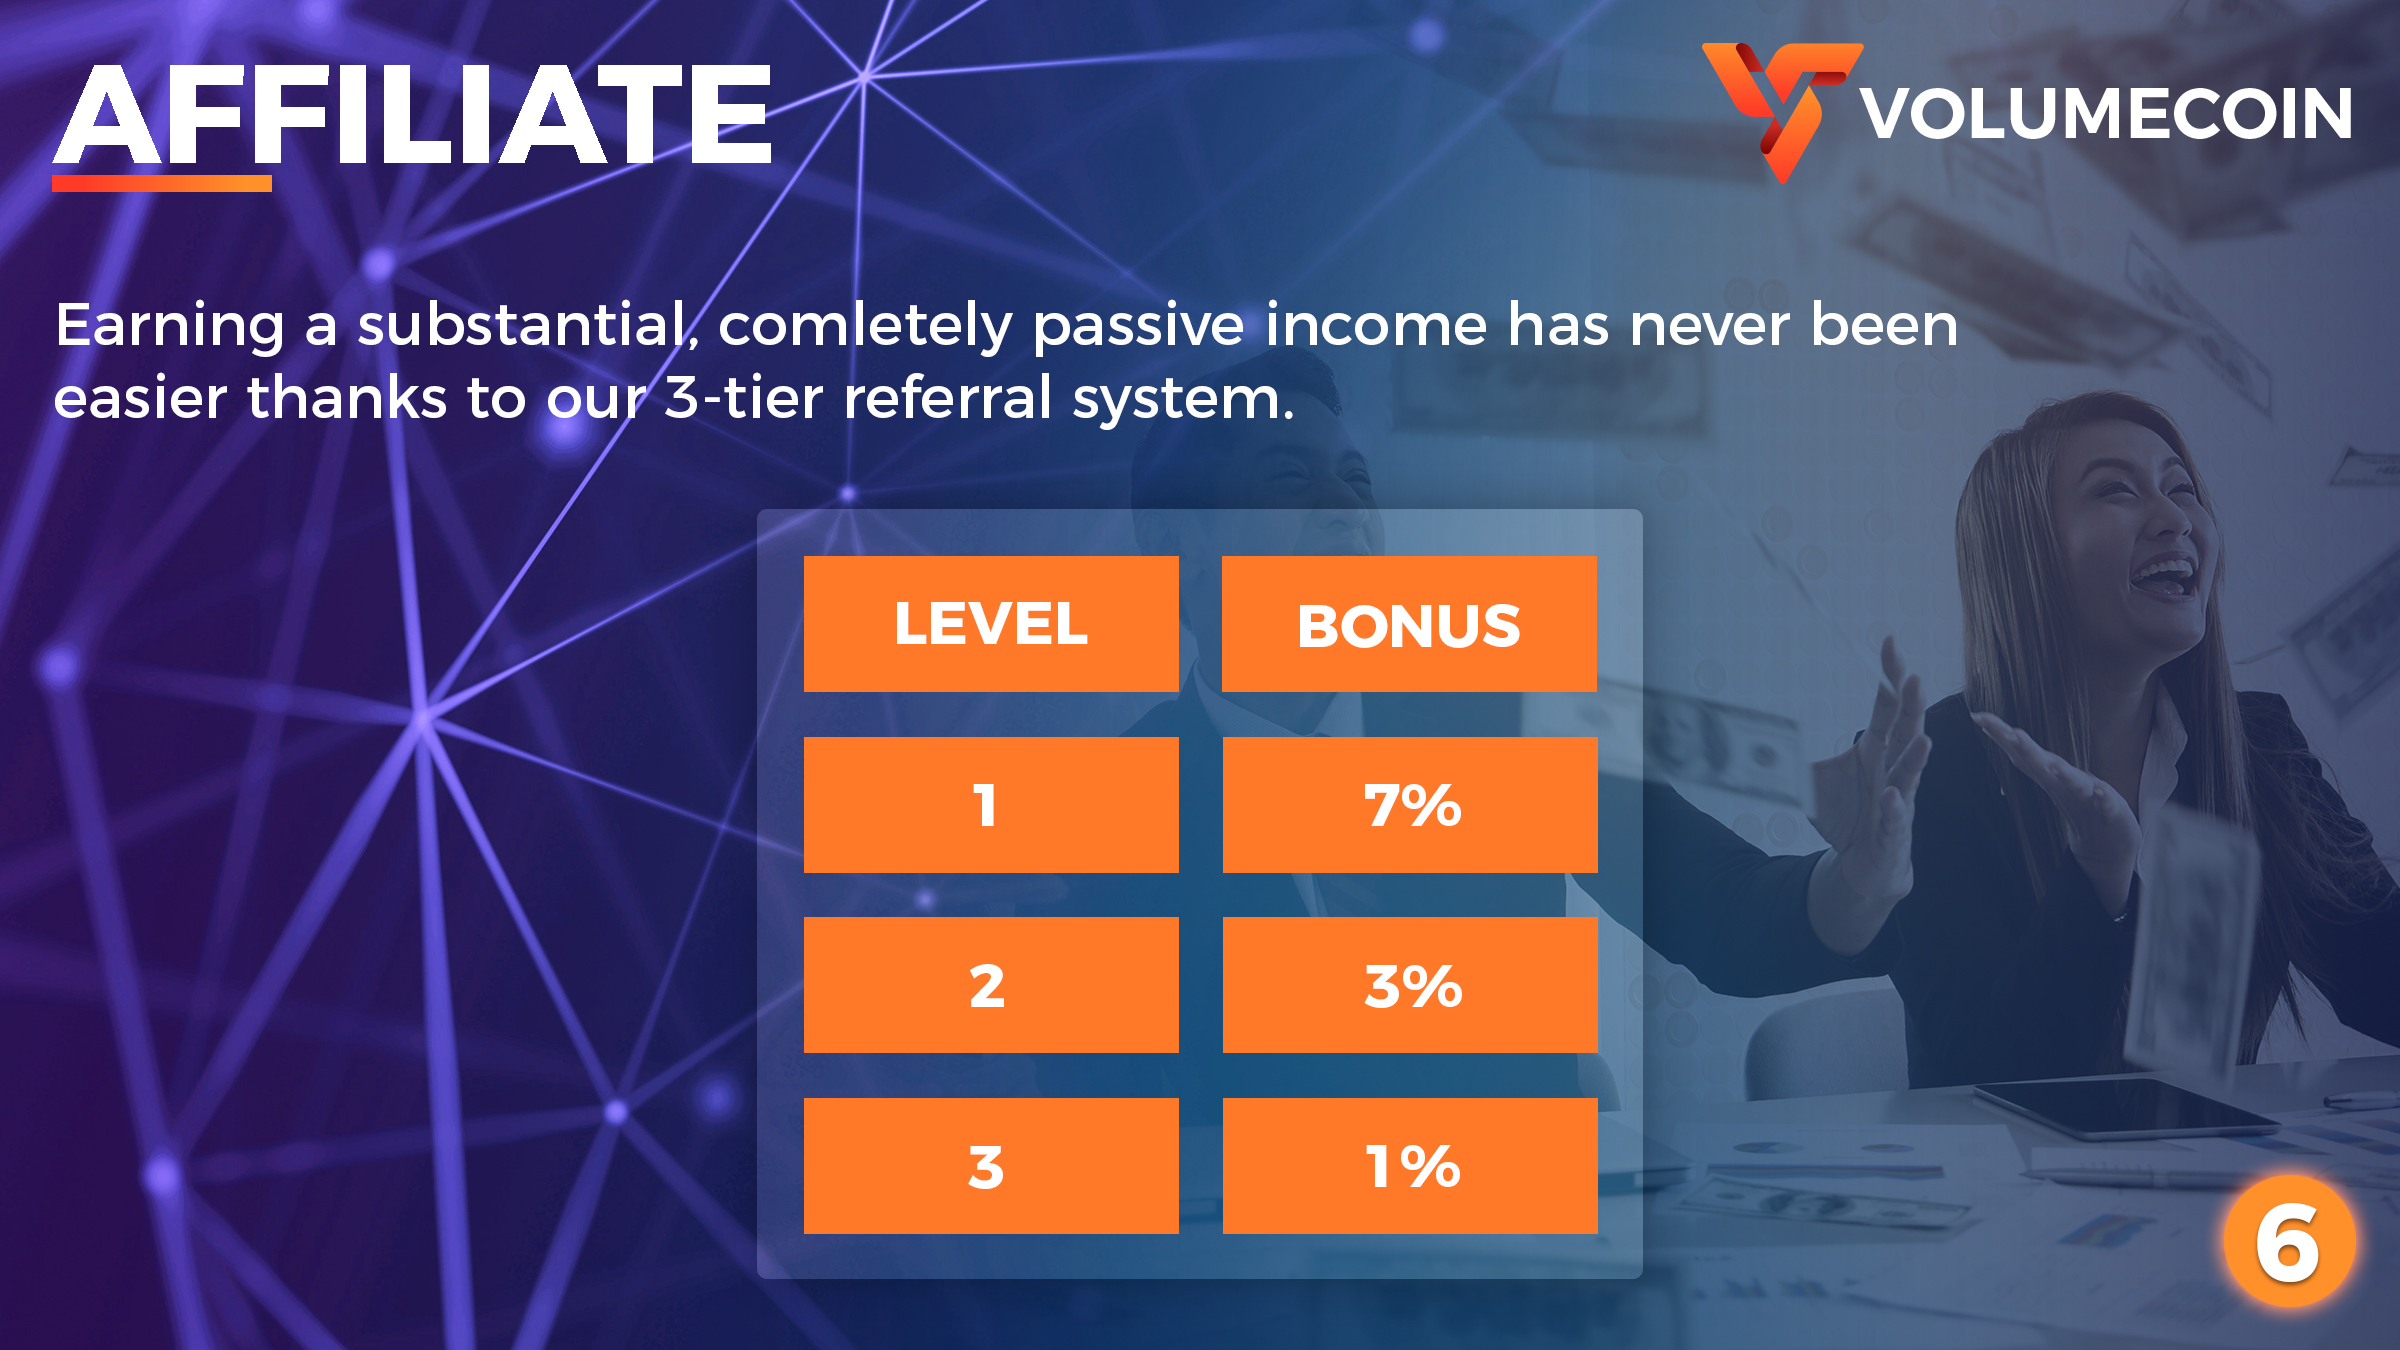 AFFILIATE
VOLUMECOIN
Earning a substantial, comletely passive income has never been
easier thanks to our 3-tier referral system.
LEVEL BONUS
1 7%
2 3%
3 1%
6